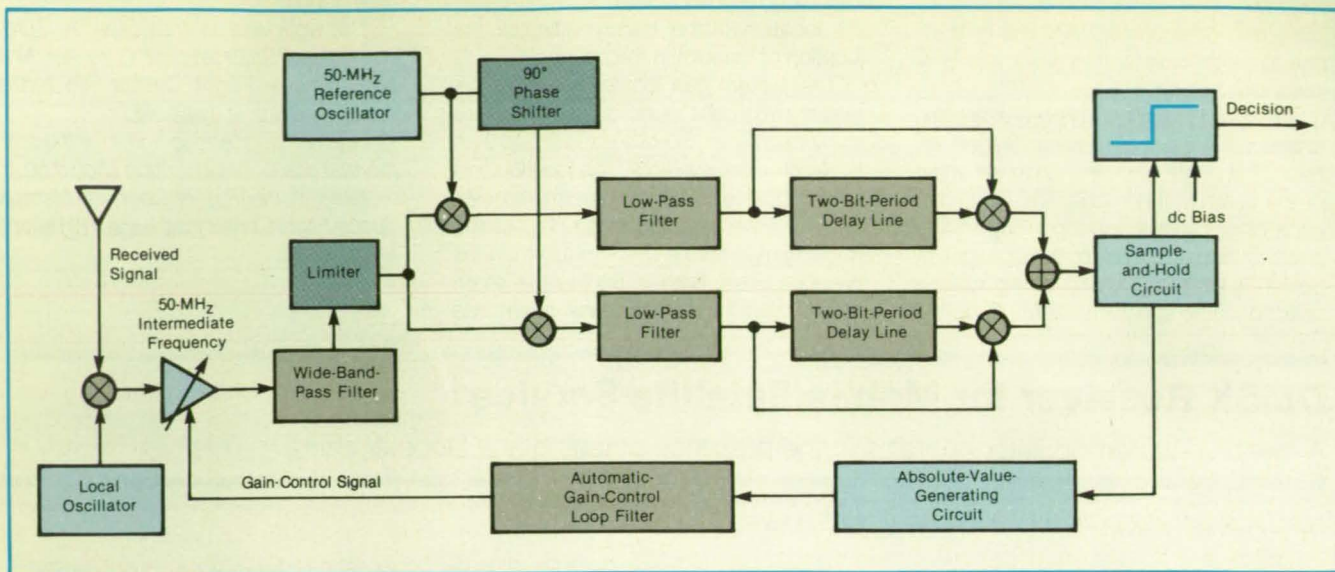 50-MHz
Reference
Oscillator
90°
Phase
Shifter
Decision
dc Bias
Received
Signal
Limiter
Low-Pass
Filter
Two-Bit-Period
Delay Line
Sample-
and-Hold
Circuit
50-MHz
Intermediate
Frequency
Wide-Band-
Pass Filter
Low-Pass
Filter
Two-Bit-Period
Delay Line
Local
Oscillator
Gain-Control Signal
Automatic-
Gain-Control
Loop Filter
Absolute-Value-
Generating
Circuit